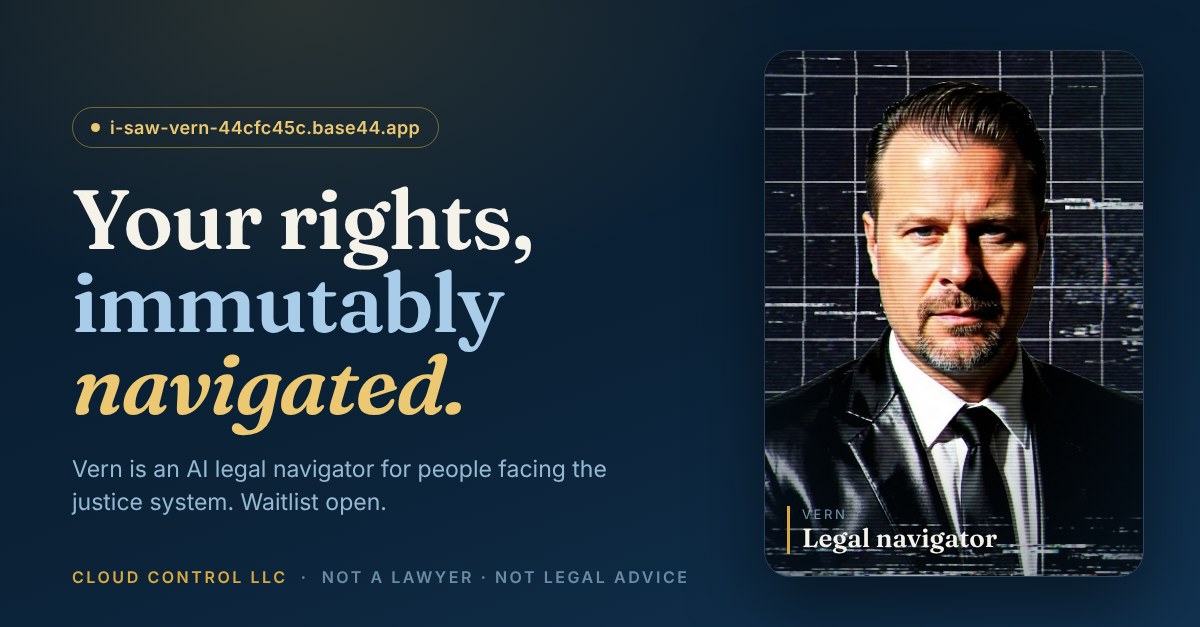 i-saw-vern-44cfc45c.base44.app
Your rights,
immutably
navigated.
Vern is an AI legal navigator for people facing the
justice system. Waitlist open.
CLOUD CONTROL LLC · NOT A LAWYER · NOT LEGAL ADVICE
VERN
Legal navigator